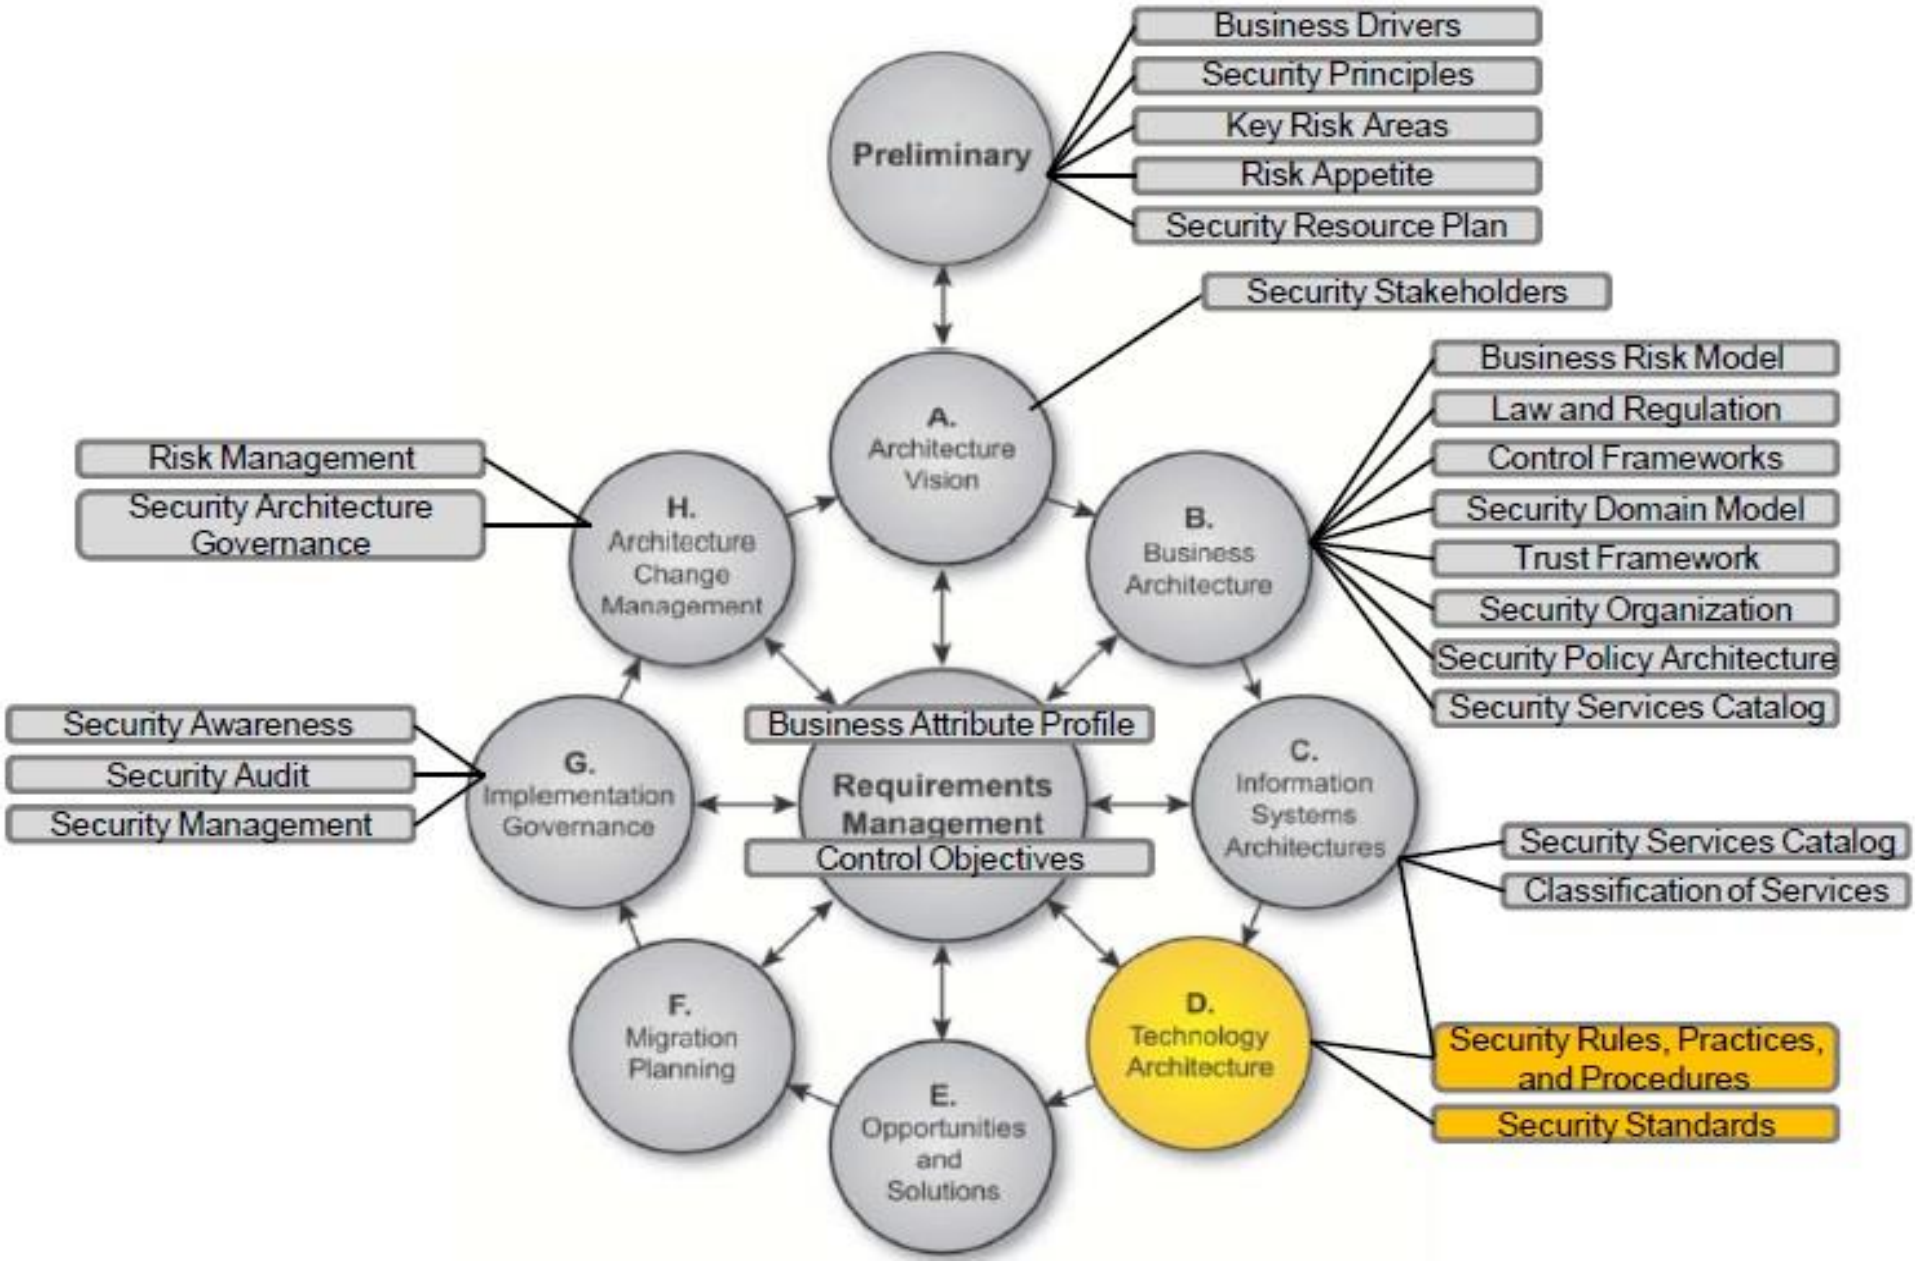 Business Drivers
Security Principles
Key Risk Areas
Risk Appetite
Security Resource Plan
Preliminary
Security Stakeholders
A.
Architecture
Vision
Business Risk Model
Law and Regulation
Control Frameworks
Security Domain Model
Trust Framework
Security Organization
Security Policy Architecture
Security Services Catalog
B.
Business
Architecture
Risk Management
Security Architecture
Governance
H.
Architecture
Change
Management
Security Awareness
Security Audit
Security Management
G.
Implementation
Governance
Business Attribute Profile
Requirements
Management
Control Objectives
C.
Information
Systems
Architectures
Security Services Catalog
Classification of Services
F.
Migration
Planning
E.
Opportunities
and
Solutions
D.
Technology
Architecture
Security Rules, Practices,
and Procedures
Security Standards